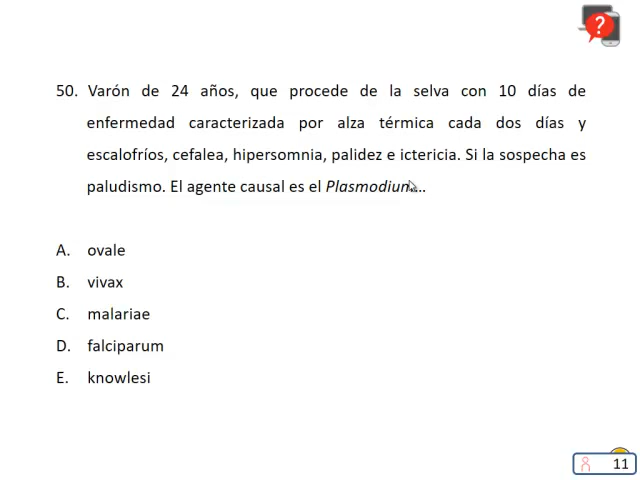 50. Varón de 24 años, que procede de la selva con 10 días de
enfermedad caracterizada por alza térmica cada dos días y
escalofríos, cefalea, hipersomnia, palidez e ictericia. Si la sospecha es
paludismo. El agente causal es el Plasmodium...
A. ovale
B. vivax
C. malariae
D. falciparum
E. knowlesi
?
11